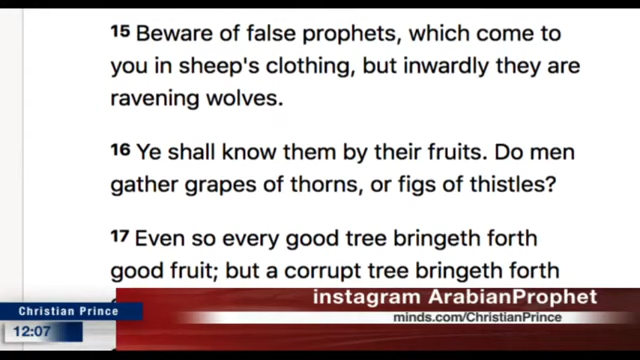 15 Beware of false prophets, which come to
you in sheep's clothing, but inwardly they are
ravening wolves.
16 Ye shall know them by their fruits. Do men
gather grapes of thorns, or figs of thistles?
17 Even so every good tree bringeth forth
good fruit; but a corrupt tree bringeth forth
instagram ArabianProphet
Christian Prince
minds.com/ChristianPrince
12:07